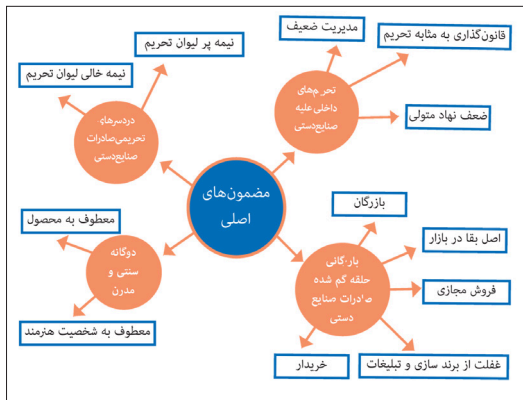 مضمون‌های
اصلی
تحریم‌های
داخلی علیه
صنایع‌دستی
مدیریت ضعیف
قانون‌گذاری به مثابه تحریم
ضعف نهاد متولی
بازرگانی
حلقه گم شده
صادرات صنایع
دستی
بازرگان
اصل بقا در بازار
فروش مجازی
غفلت از برند سازی و تبلیغات
خریدار
دوگانه
سنتی و
مدرن
معطوف به محصول
معطوف به شخصیت هنرمند
دردسرهای
تحریمی‌صادرات
صنایع‌دستی
نیمه پر لیوان تحریم
نیمه خالی لیوان تحریم